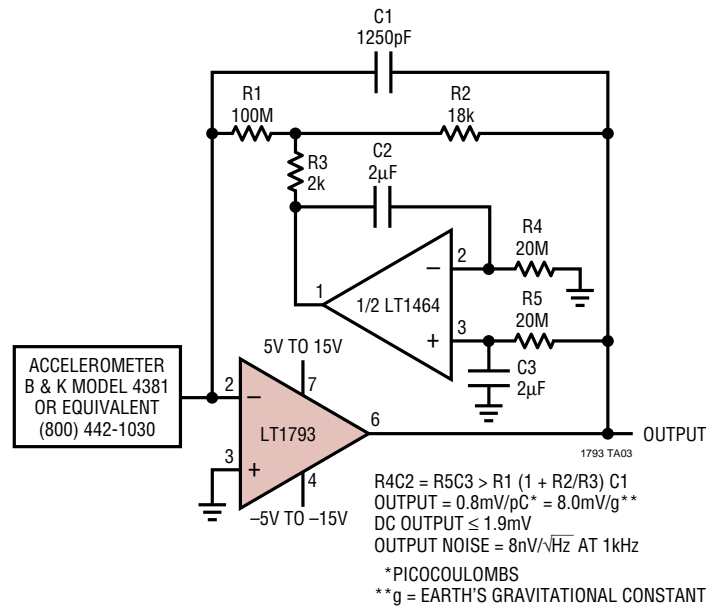 C1
1250pF
R1
100M
R2
18k
R3
2k
C2
2µF
R4
20M
2
–
1
1/2 LT1464
+
3
R5
20M
C3
2µF
ACCELEROMETER
B & K MODEL 4381
OR EQUIVALENT
(800) 442-1030
5V TO 15V
2
–
7
LT1793
6
OUTPUT
3
+
4
–5V TO –15V
1793 TA03
R4C2 = R5C3 > R1 (1 + R2/R3) C1
OUTPUT = 0.8mV/pC* = 8.0mV/g**
DC OUTPUT ≤ 1.9mV
OUTPUT NOISE = 8nV/√Hz AT 1kHz
*PICOCOULOMBS
**g = EARTH'S GRAVITATIONAL CONSTANT